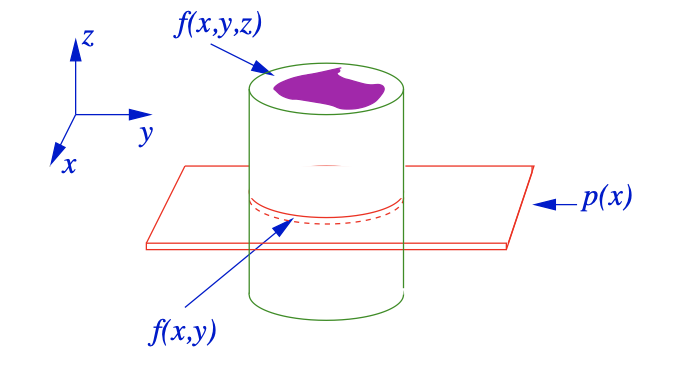 f(x,y,z)
z
y
x
p(x)
f(x,y)